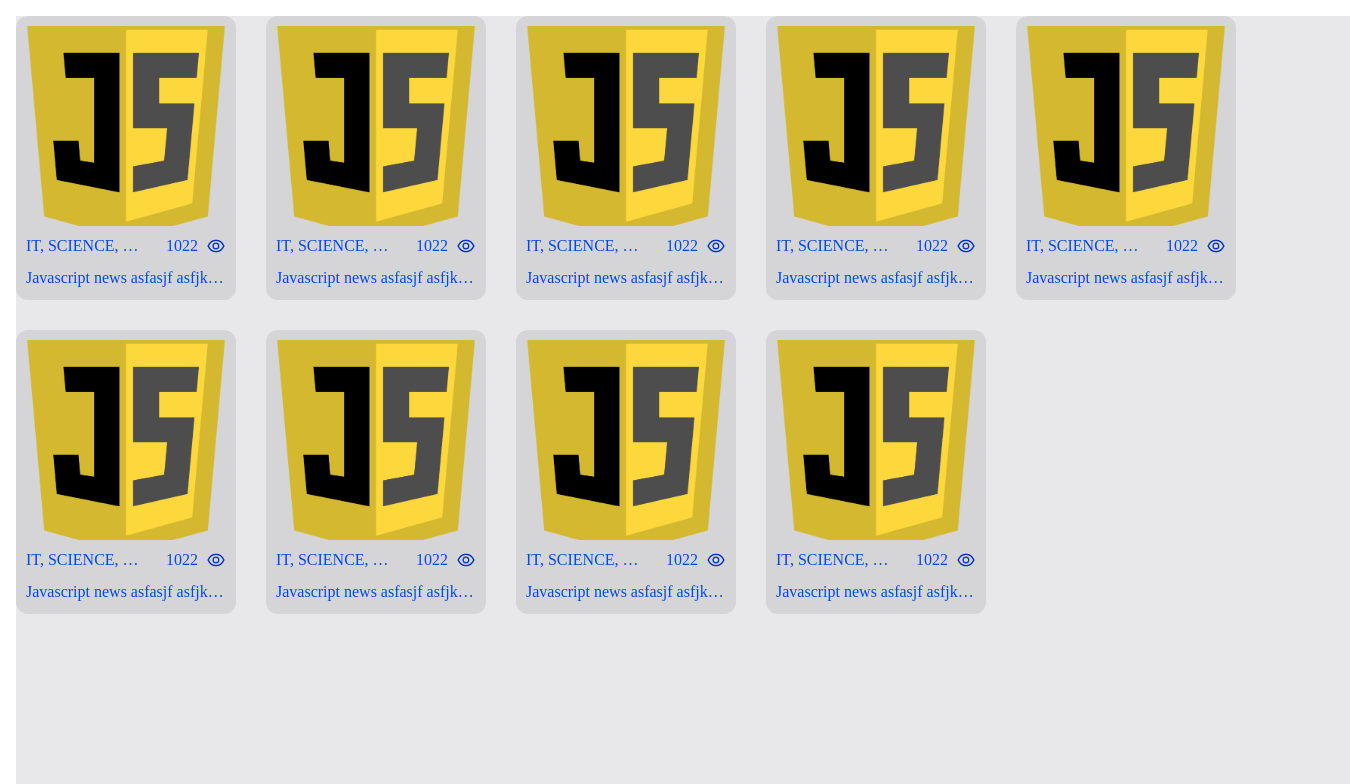 JS JS JS JS JS
IT, SCIENCE, … 1022 IT, SCIENCE, … 1022 IT, SCIENCE, … 1022 IT, SCIENCE, … 1022 IT, SCIENCE, … 1022
Javascript news asfasjf asfjk… Javascript news asfasjf asfjk… Javascript news asfasjf asfjk… Javascript news asfasjf asfjk… Javascript news asfasjf asfjk…
JS JS JS JS
IT, SCIENCE, … 1022 IT, SCIENCE, … 1022 IT, SCIENCE, … 1022 IT, SCIENCE, … 1022
Javascript news asfasjf asfjk… Javascript news asfasjf asfjk… Javascript news asfasjf asfjk… Javascript news asfasjf asfjk…